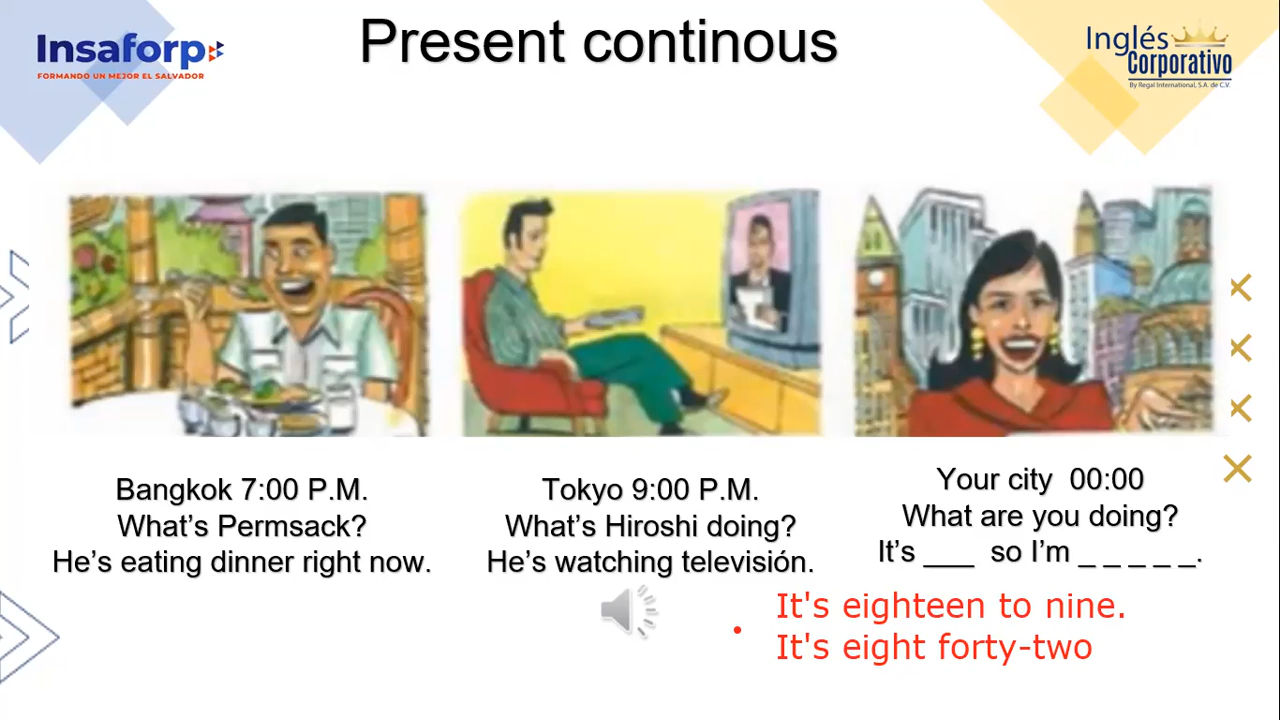 Insaforp
FORMANDO UN MEJOR EL SALVADOR
Present continous
Inglés
Corporativo
By Regal International, S.A. de C.V.
Bangkok 7:00 P.M.
What's Permsack?
He's eating dinner right now.
Tokyo 9:00 P.M.
What's Hiroshi doing?
He's watching televisión.
Your city 00:00
What are you doing?
It's ___ so I'm _ _ _ _ _.
It's eighteen to nine.
It's eight forty-two